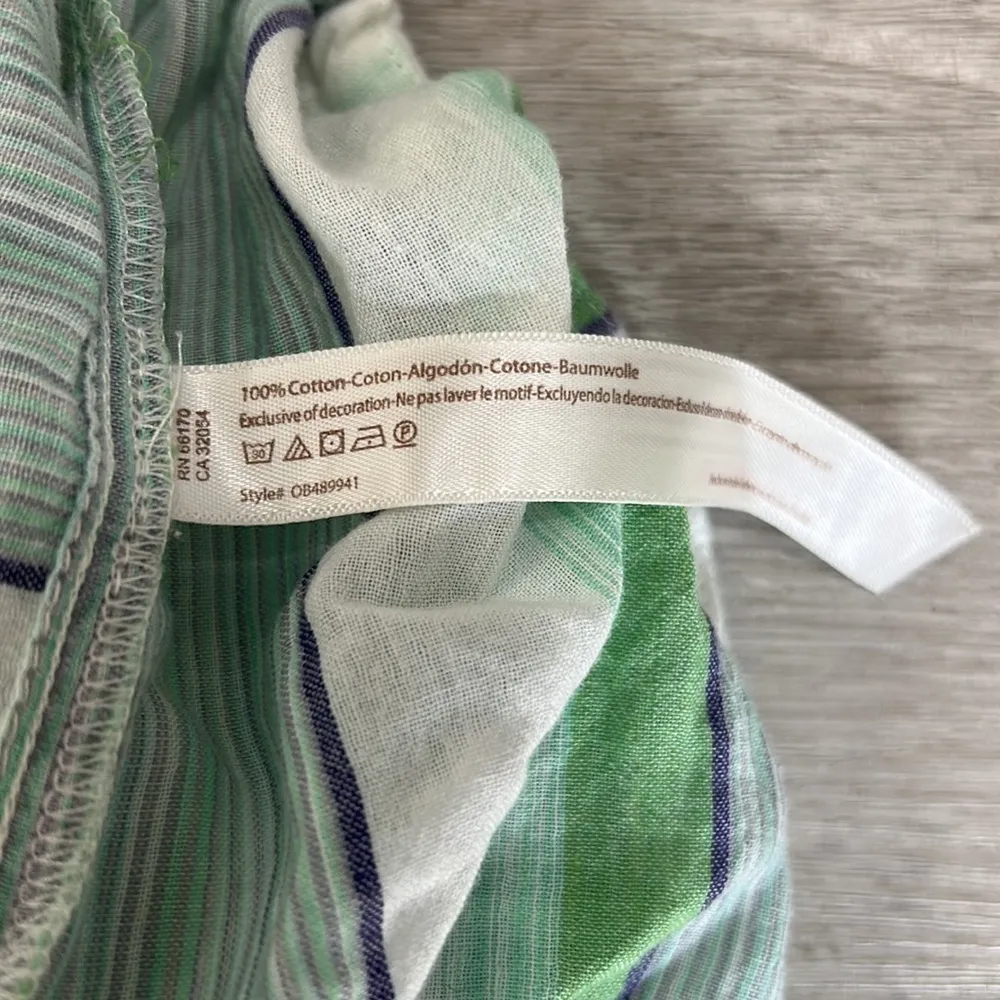 100% Cotton-Coton-Algodón-Cotone-Baumwolle
Exclusive of decoration-Ne pas laver le motif-Excluyendo la decoracion-
30
Style# OB489941
RN 66170
CA 32054